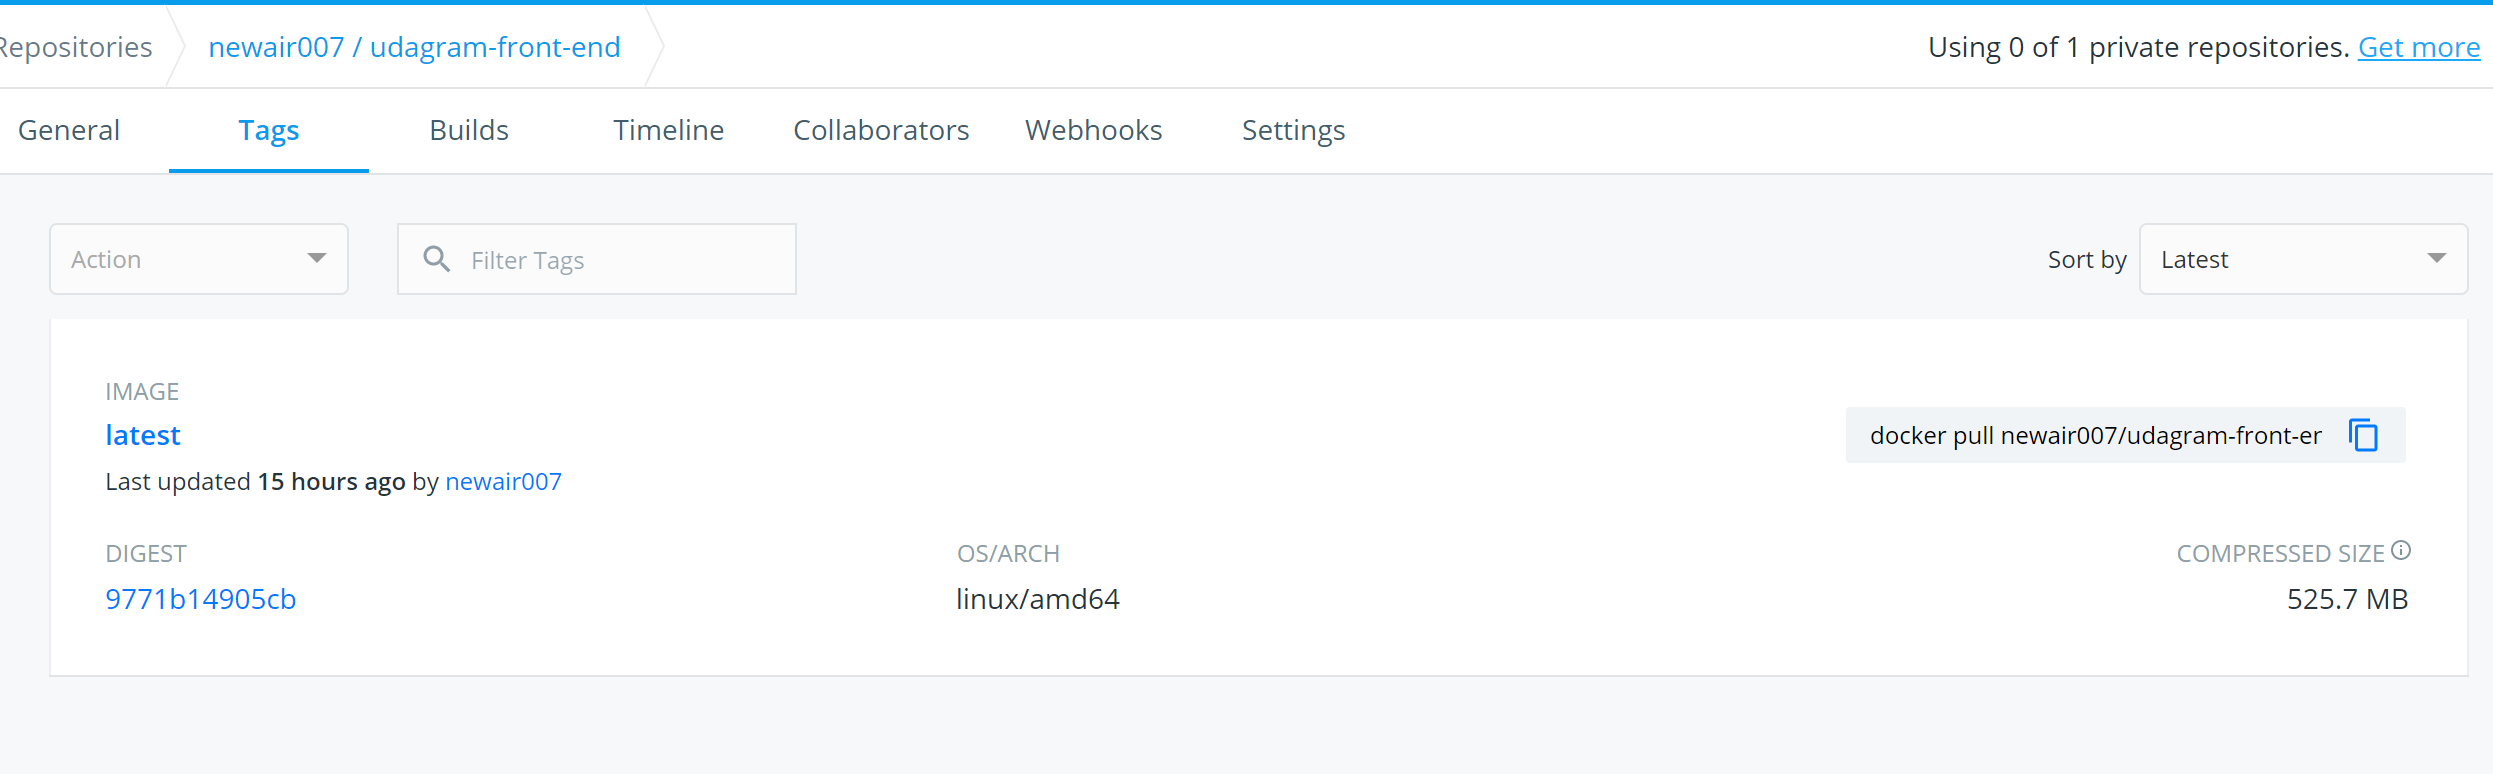 Repositories newair007 / udagram-front-end Using 0 of 1 private repositories. Get more
General Tags Builds Timeline Collaborators Webhooks Settings
Action Filter Tags Sort by Latest
IMAGE
latest docker pull newair007/udagram-front-er
Last updated 15 hours ago by newair007
DIGEST OS/ARCH COMPRESSED SIZE
9771b14905cb linux/amd64 525.7 MB